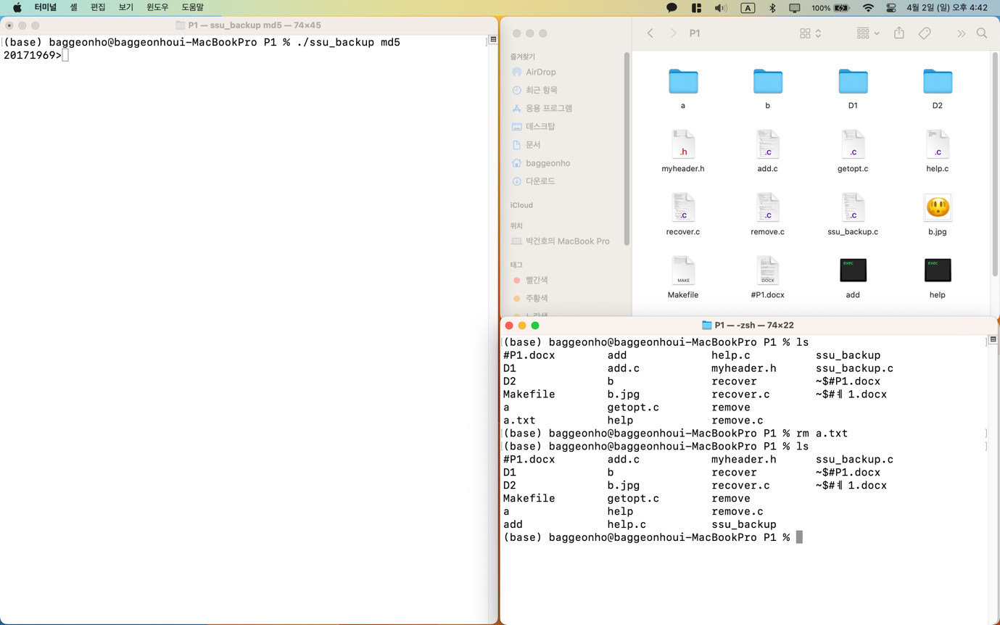 터미널 셸 편집 보기 윈도우 도움말 A 100% 4월 2일 (일) 오후 4:42
P1 — ssu_backup md5 — 74×45
(base) baggeonho@baggeonhoui-MacBookPro P1 % ./ssu_backup md5
20171969>
P1
즐겨찾기
AirDrop
최근 항목
응용 프로그램
데스크탑
문서
baggeonho
다운로드
iCloud
위치
박건호의 MacBook Pro
태그
빨간색
주황색
a b D1 D2
.h .c .c .c
myheader.h add.c getopt.c help.c
.c .c .c
recover.c remove.c ssu_backup.c b.jpg
MAKE DOCX exec exec
Makefile #P1.docx add help
P1 — -zsh — 74×22
(base) baggeonho@baggeonhoui-MacBookPro P1 % ls
#P1.docx add help.c ssu_backup
D1 add.c myheader.h ssu_backup.c
D2 b recover ~$#P1.docx
Makefile b.jpg recover.c ~$# 1.docx
a getopt.c remove
a.txt help remove.c
(base) baggeonho@baggeonhoui-MacBookPro P1 % rm a.txt
(base) baggeonho@baggeonhoui-MacBookPro P1 % ls
#P1.docx add.c myheader.h ssu_backup.c
D1 b recover ~$#P1.docx
D2 b.jpg recover.c ~$# 1.docx
Makefile getopt.c remove
a help remove.c
add help.c ssu_backup
(base) baggeonho@baggeonhoui-MacBookPro P1 %